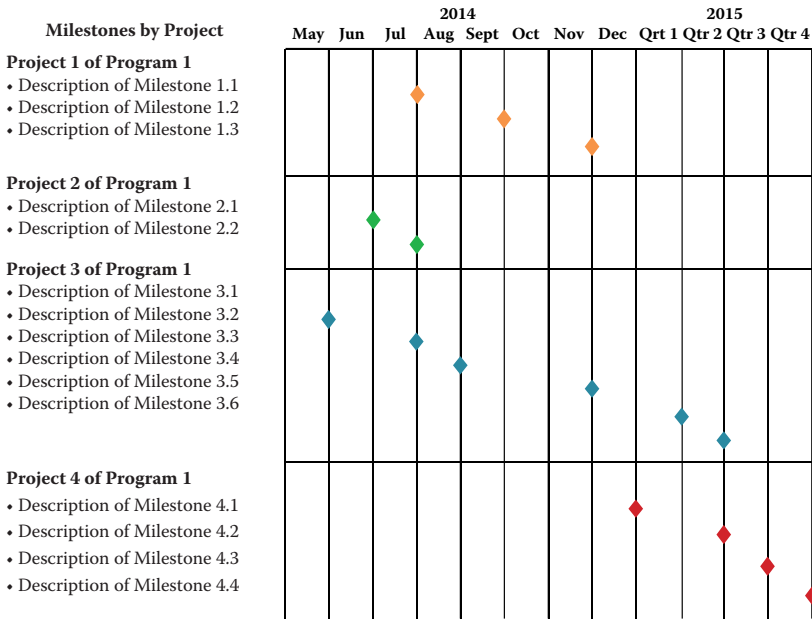 2014 2015
Milestones by Project
May Jun Jul Aug Sept Oct Nov Dec Qrt 1 Qtr 2 Qtr 3 Qtr 4
Project 1 of Program 1
• Description of Milestone 1.1
• Description of Milestone 1.2
• Description of Milestone 1.3
Project 2 of Program 1
• Description of Milestone 2.1
• Description of Milestone 2.2
Project 3 of Program 1
• Description of Milestone 3.1
• Description of Milestone 3.2
• Description of Milestone 3.3
• Description of Milestone 3.4
• Description of Milestone 3.5
• Description of Milestone 3.6
Project 4 of Program 1
• Description of Milestone 4.1
• Description of Milestone 4.2
• Description of Milestone 4.3
• Description of Milestone 4.4